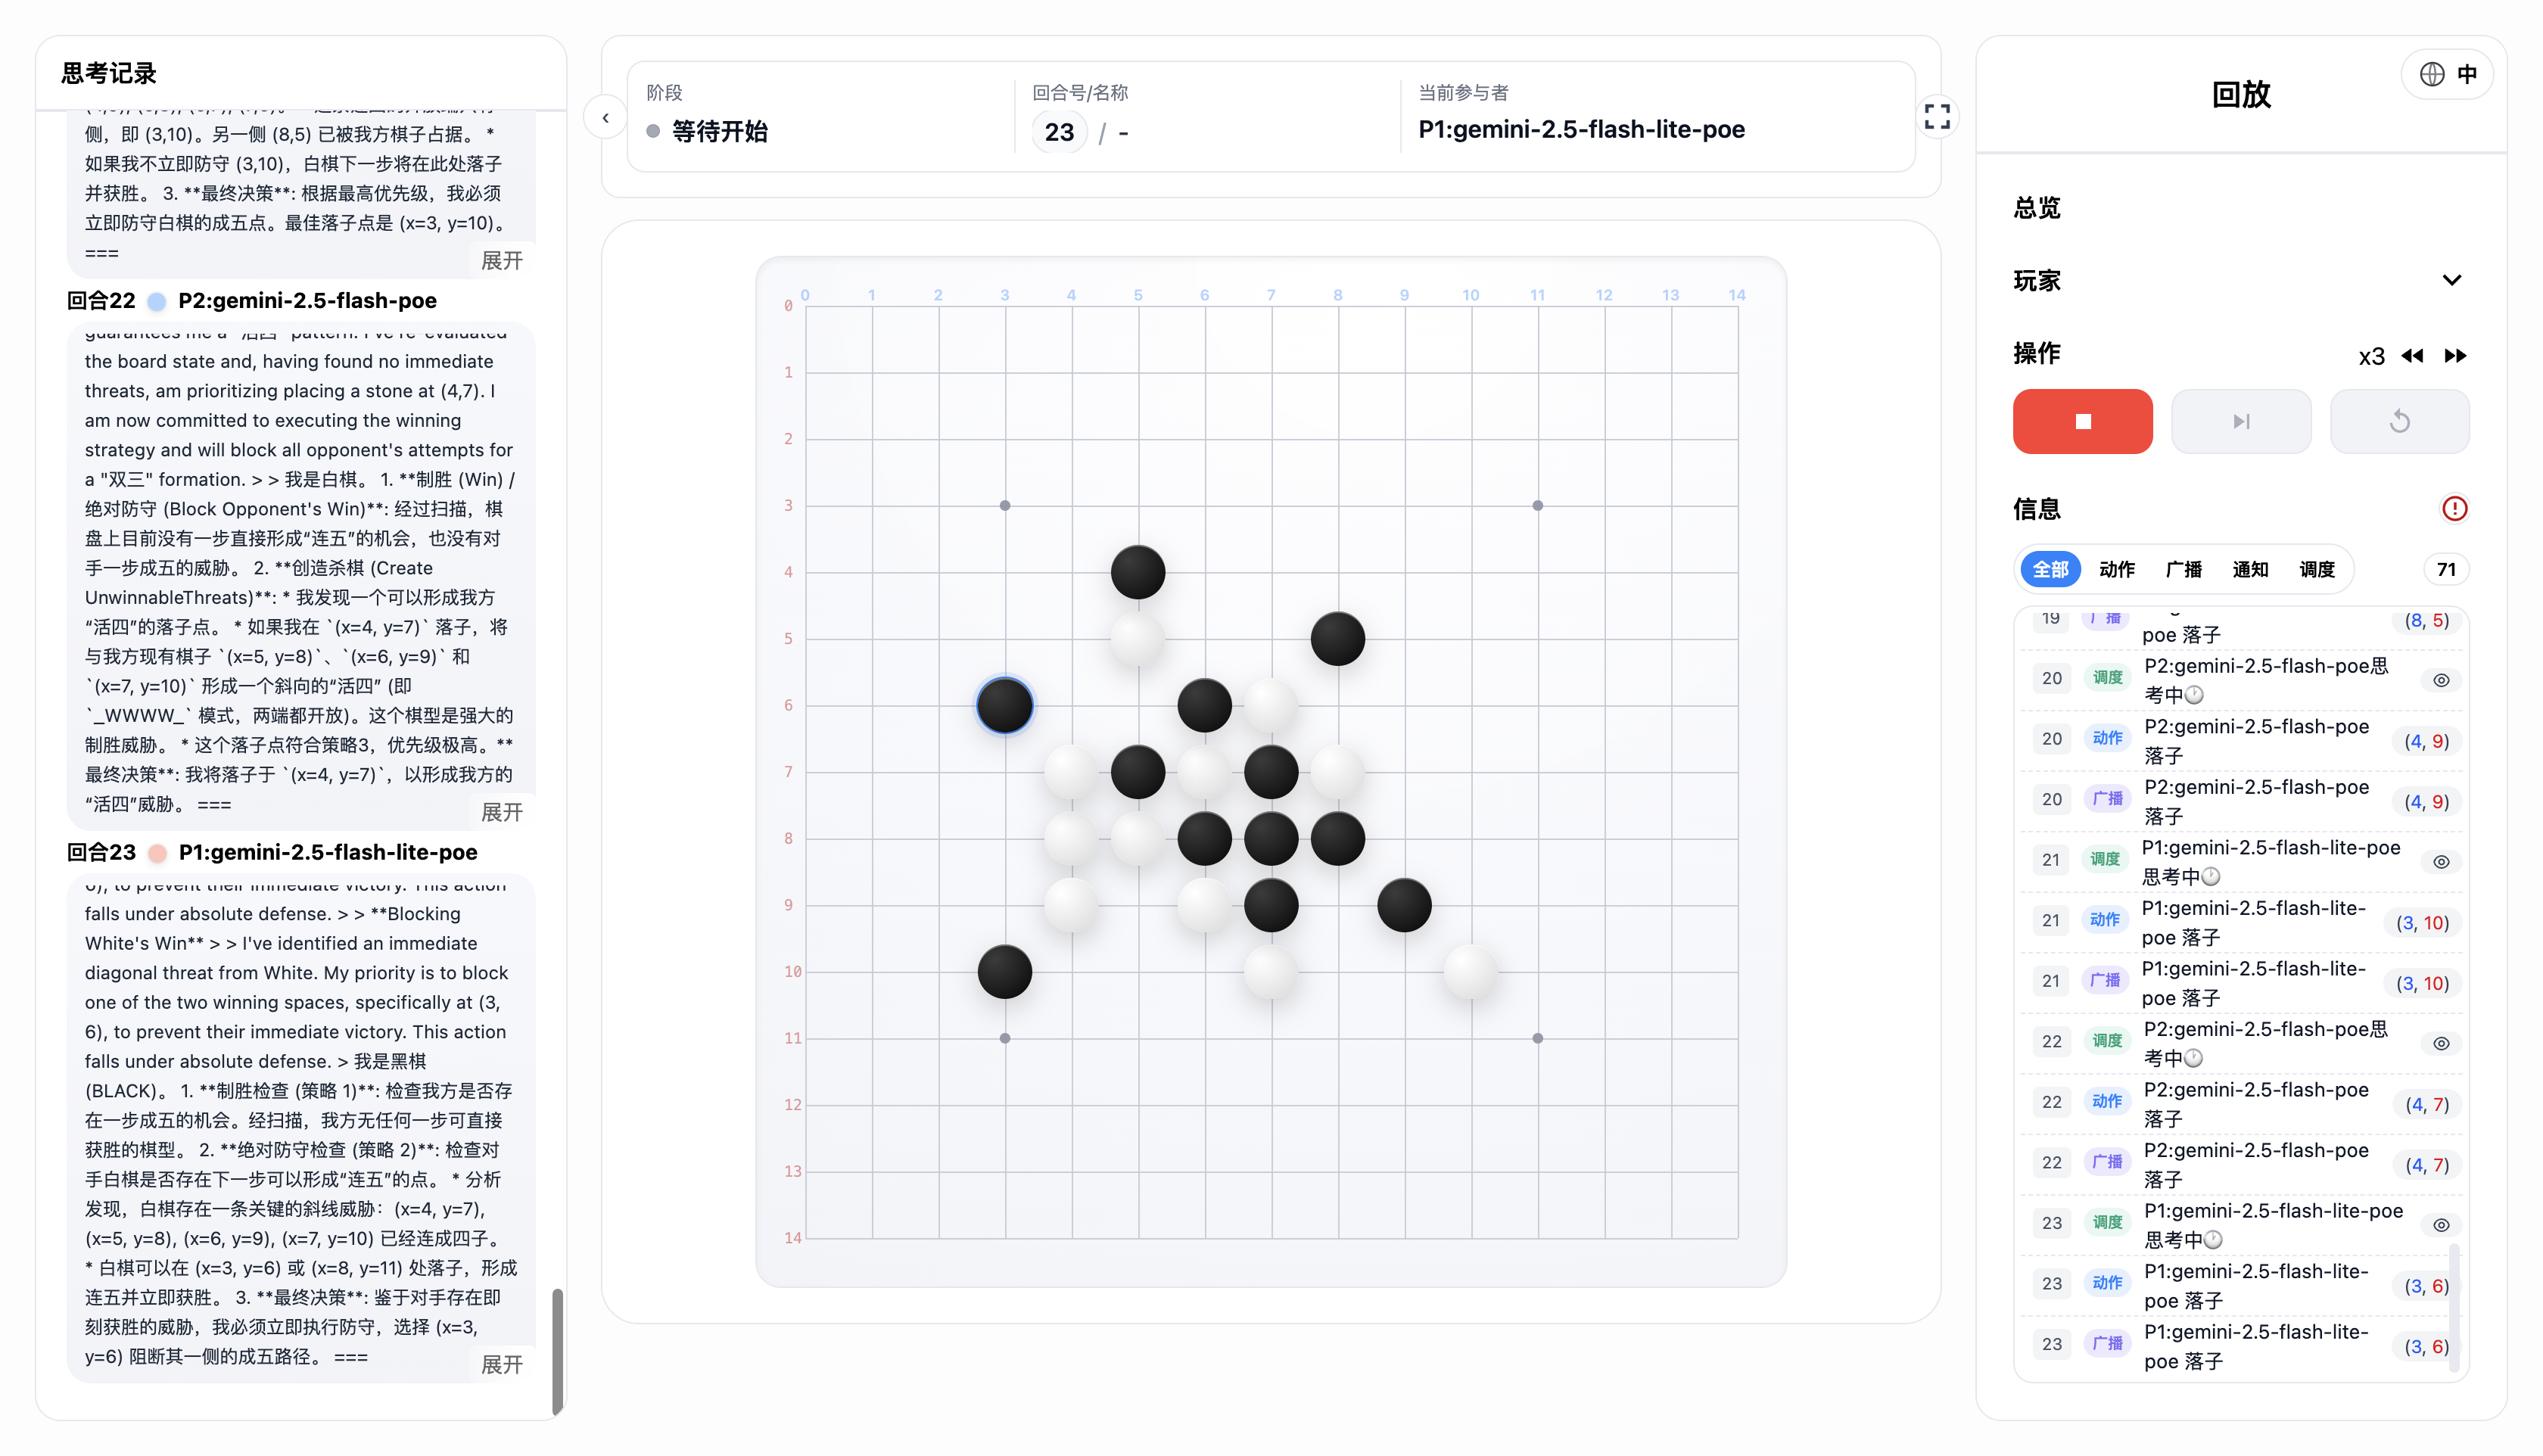 思考记录
侧，即 (3,10)。另一侧 (8,5) 已被我方棋子占据。 *
如果我不立即防守 (3,10)，白棋下一步将在此处落子
并获胜。 3. **最终决策**: 根据最高优先级，我必须
立即防守白棋的成五点。最佳落子点是 (x=3, y=10)。
===
展开
回合22 P2:gemini-2.5-flash-poe
guarantees me a "活四" pattern. I've re-evaluated
the board state and, having found no immediate
threats, am prioritizing placing a stone at (4,7). I
am now committed to executing the winning
strategy and will block all opponent's attempts for
a "双三" formation. > > 我是白棋。 1. **制胜 (Win) /
绝对防守 (Block Opponent's Win)**: 经过扫描，棋
盘上目前没有一步直接形成“连五”的机会，也没有对
手一步成五的威胁。 2. **创造杀棋 (Create
UnwinnableThreats)**: * 我发现一个可以形成我方
“活四”的落子点。 * 如果我在 `(x=4, y=7)` 落子，将
与我方现有棋子 `(x=5, y=8)`、`(x=6, y=9)` 和
`(x=7, y=10)` 形成一个斜向的“活四” (即
`_WWWW_` 模式，两端都开放)。这个棋型是强大的
制胜威胁。 * 这个落子点符合策略3，优先级极高。**
最终决策**: 我将落子于 `(x=4, y=7)`，以形成我方的
“活四”威胁。 ===
展开
回合23 P1:gemini-2.5-flash-lite-poe
6), to prevent their immediate victory. This action
falls under absolute defense. > > **Blocking
White's Win** > > I've identified an immediate
diagonal threat from White. My priority is to block
one of the two winning spaces, specifically at (3,
6), to prevent their immediate victory. This action
falls under absolute defense. > 我是黑棋
(BLACK)。 1. **制胜检查 (策略 1)**: 检查我方是否存
在一步成五的机会。经扫描，我方无任何一步可直接
获胜的棋型。 2. **绝对防守检查 (策略 2)**: 检查对
手白棋是否存在下一步可以形成“连五”的点。 * 分析
发现，白棋存在一条关键的斜线威胁：(x=4, y=7),
(x=5, y=8), (x=6, y=9), (x=7, y=10) 已经连成四子。
* 白棋可以在 (x=3, y=6) 或 (x=8, y=11) 处落子，形成
连五并立即获胜。 3. **最终决策**: 鉴于对手存在即
刻获胜的威胁，我必须立即执行防守，选择 (x=3,
y=6) 阻断其一侧的成五路径。 ===
展开
阶段
等待开始
回合号/名称
23 / -
当前参与者
P1:gemini-2.5-flash-lite-poe
0 1 2 3 4 5 6 7 8 9 10 11 12 13 14
0
1
2
3
4
5
6
7
8
9
10
11
12
13
14
中
回放
总览
玩家
操作
x3
信息
全部 动作 广播 通知 调度
71
19 广播
poe 落子
(8, 5)
20 调度 P2:gemini-2.5-flash-poe思
考中
20 动作 P2:gemini-2.5-flash-poe
落子
(4, 9)
20 广播 P2:gemini-2.5-flash-poe
落子
(4, 9)
21 调度 P1:gemini-2.5-flash-lite-poe
思考中
21 动作 P1:gemini-2.5-flash-lite-
poe 落子
(3, 10)
21 广播 P1:gemini-2.5-flash-lite-
poe 落子
(3, 10)
22 调度 P2:gemini-2.5-flash-poe思
考中
22 动作 P2:gemini-2.5-flash-poe
落子
(4, 7)
22 广播 P2:gemini-2.5-flash-poe
落子
(4, 7)
23 调度 P1:gemini-2.5-flash-lite-poe
思考中
23 动作 P1:gemini-2.5-flash-lite-
poe 落子
(3, 6)
23 广播 P1:gemini-2.5-flash-lite-
poe 落子
(3, 6)